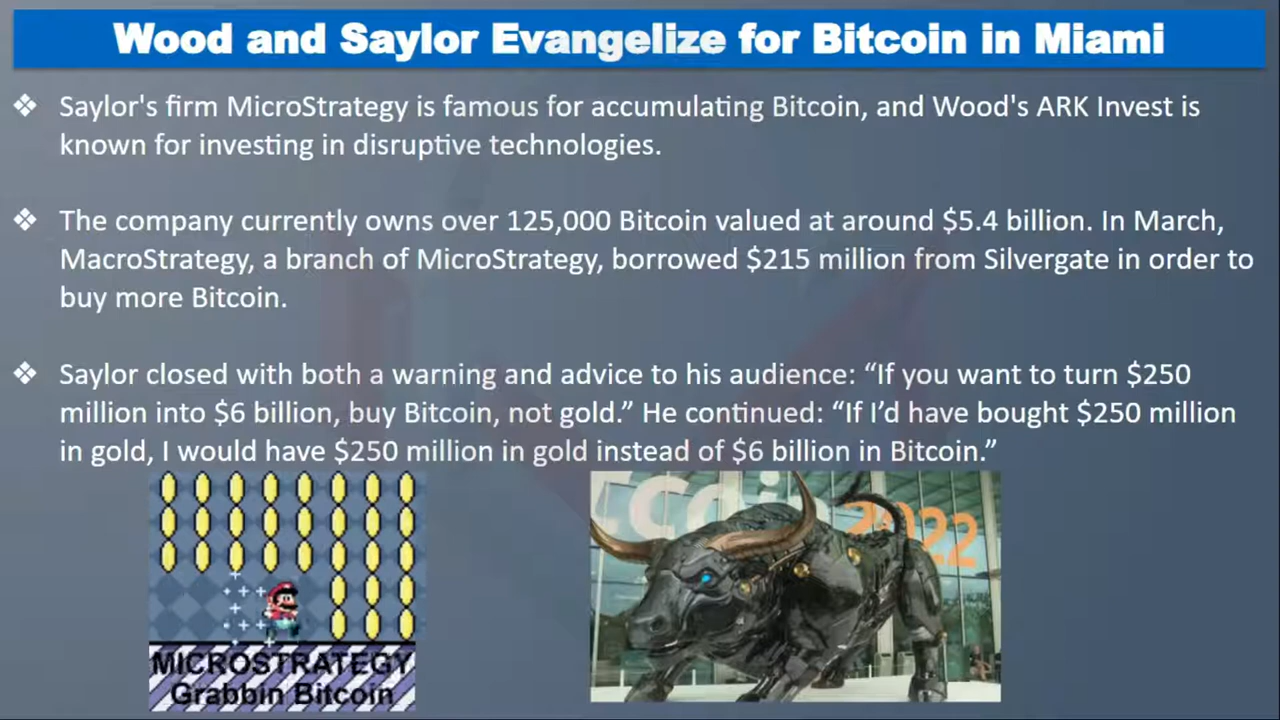 Wood and Saylor Evangelize for Bitcoin in Miami
❖ Saylor's firm MicroStrategy is famous for accumulating Bitcoin, and Wood's ARK Invest is
known for investing in disruptive technologies.
❖ The company currently owns over 125,000 Bitcoin valued at around $5.4 billion. In March,
MacroStrategy, a branch of MicroStrategy, borrowed $215 million from Silvergate in order to
buy more Bitcoin.
❖ Saylor closed with both a warning and advice to his audience: “If you want to turn $250
million into $6 billion, buy Bitcoin, not gold.” He continued: “If I’d have bought $250 million
in gold, I would have $250 million in gold instead of $6 billion in Bitcoin.”
MICROSTRATEGY
Grabbin Bitcoin
tcoin
2022